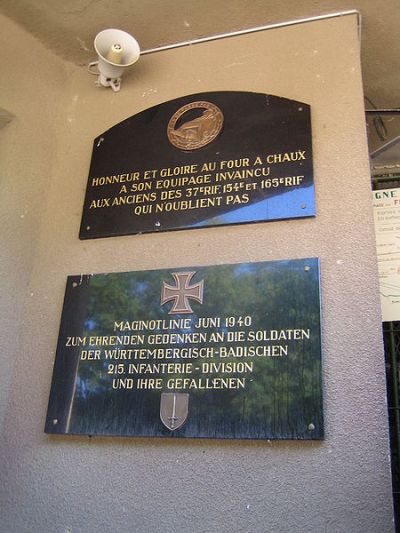 HONNEUR ET GLOIRE AU FOUR A CHAUX
A SON EQUIPAGE INVAINCU
AUX ANCIENS DES 37ᴱRIF, 154ᴱ ET 165ᴱRIF
QUI N'OUBLIENT PAS
MAGINOTLINIE JUNI 1940
ZUM EHRENDEN GEDENKEN AN DIE SOLDATEN
DER WÜRTTEMBERGISCH-BADISCHEN
215. INFANTERIE-DIVISION
UND IHRE GEFALLENEN